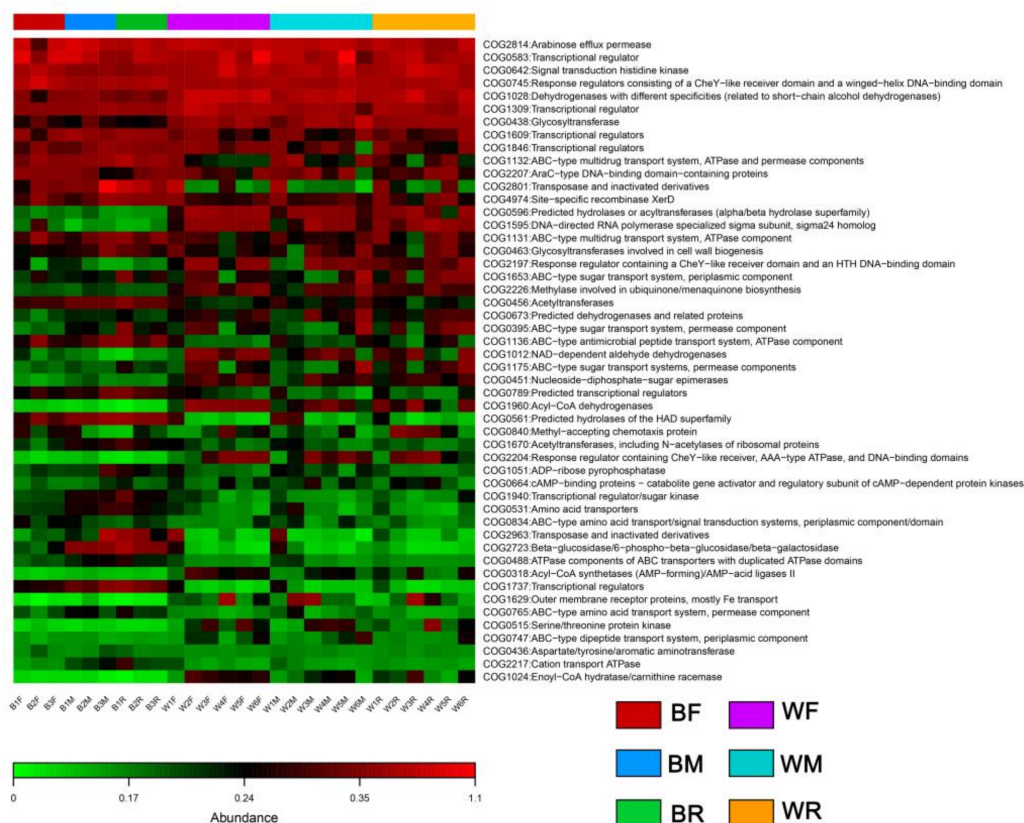 COG2814:Arabinose efflux permease
COG0583:Transcriptional regulator
COG0642:Signal transduction histidine kinase
COG0745:Response regulators consisting of a CheY−like receiver domain and a winged−helix DNA−binding domain
COG1028:Dehydrogenases with different specificities (related to short−chain alcohol dehydrogenases)
COG1309:Transcriptional regulator
COG0438:Glycosyltransferase
COG1609:Transcriptional regulators
COG1846:Transcriptional regulators
COG1132:ABC−type multidrug transport system, ATPase and permease components
COG2207:AraC−type DNA−binding domain−containing proteins
COG2801:Transposase and inactivated derivatives
COG4974:Site−specific recombinase XerD
COG0596:Predicted hydrolases or acyltransferases (alpha/beta hydrolase superfamily)
COG1595:DNA−directed RNA polymerase specialized sigma subunit, sigma24 homolog
COG1131:ABC−type multidrug transport system, ATPase component
COG0463:Glycosyltransferases involved in cell wall biogenesis
COG2197:Response regulator containing a CheY−like receiver domain and an HTH DNA−binding domain
COG1653:ABC−type sugar transport system, periplasmic component
COG2226:Methylase involved in ubiquinone/menaquinone biosynthesis
COG0456:Acetyltransferases
COG0673:Predicted dehydrogenases and related proteins
COG0395:ABC−type sugar transport system, permease component
COG1136:ABC−type antimicrobial peptide transport system, ATPase component
COG1012:NAD−dependent aldehyde dehydrogenases
COG1175:ABC−type sugar transport systems, permease components
COG0451:Nucleoside−diphosphate−sugar epimerases
COG0789:Predicted transcriptional regulators
COG1960:Acyl−CoA dehydrogenases
COG0561:Predicted hydrolases of the HAD superfamily
COG0840:Methyl−accepting chemotaxis protein
COG1670:Acetyltransferases, including N−acetylases of ribosomal proteins
COG2204:Response regulator containing CheY−like receiver, AAA−type ATPase, and DNA−binding domains
COG1051:ADP−ribose pyrophosphatase
COG0664:cAMP−binding proteins − catabolite gene activator and regulatory subunit of cAMP−dependent protein kinases
COG1940:Transcriptional regulator/sugar kinase
COG0531:Amino acid transporters
COG0834:ABC−type amino acid transport/signal transduction systems, periplasmic component/domain
COG2963:Transposase and inactivated derivatives
COG2723:Beta−glucosidase/6−phospho−beta−glucosidase/beta−galactosidase
COG0488:ATPase components of ABC transporters with duplicated ATPase domains
COG0318:Acyl−CoA synthetases (AMP−forming)/AMP−acid ligases II
COG1737:Transcriptional regulators
COG1629:Outer membrane receptor proteins, mostly Fe transport
COG0765:ABC−type amino acid transport system, permease component
COG0515:Serine/threonine protein kinase
COG0747:ABC−type dipeptide transport system, periplasmic component
COG0436:Aspartate/tyrosine/aromatic aminotransferase
COG2217:Cation transport ATPase
COG1024:Enoyl−CoA hydratase/carnithine racemase
B1F B2F B3F B1M B2M B3M B1R B2R B3R W1F W2F W3F W4F W5F W6F W1M W2M W3M W4M W5M W6M W1R W2R W3R W4R W5R W6R
BF WF
BM WM
BR WR
0 0.17 0.24 0.35 1.1
Abundance